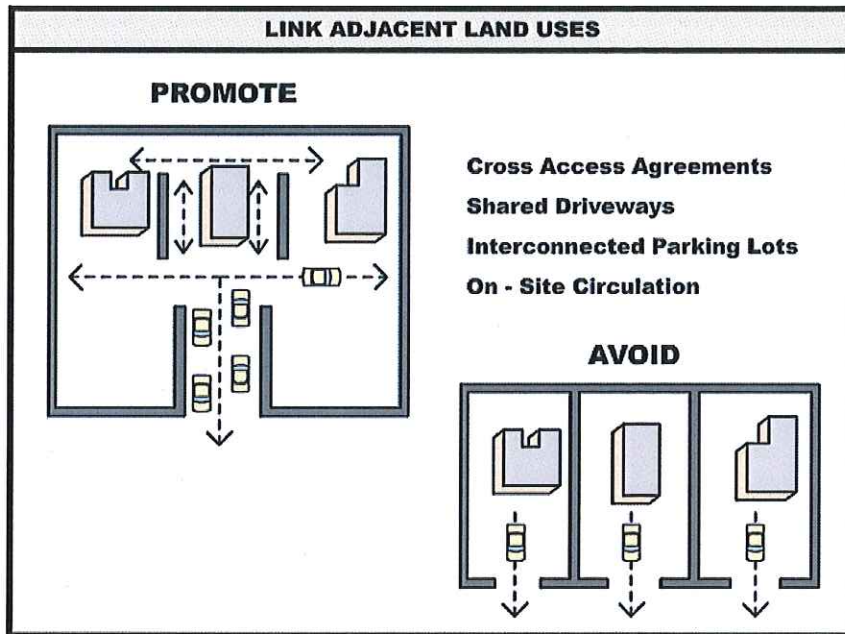 LINK ADJACENT LAND USES
PROMOTE
Cross Access Agreements
Shared Driveways
Interconnected Parking Lots
On - Site Circulation
AVOID